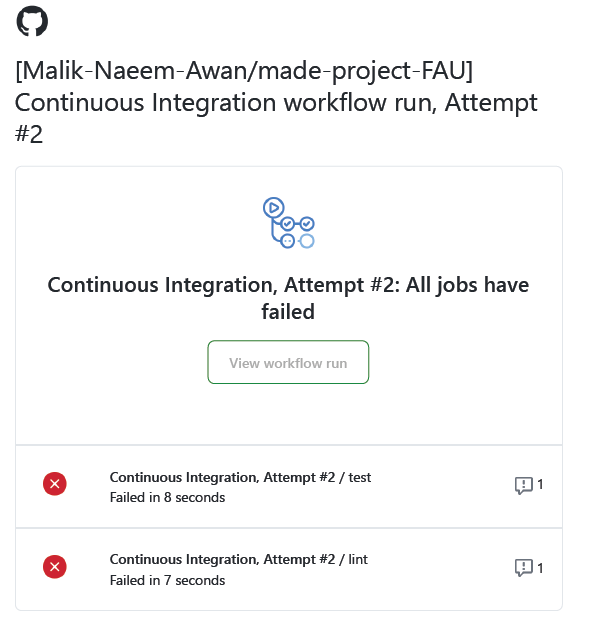 [Malik-Naeem-Awan/made-project-FAU]
Continuous Integration workflow run, Attempt
#2
Continuous Integration, Attempt #2: All jobs have
failed
View workflow run
Continuous Integration, Attempt #2 / test
Failed in 8 seconds
1
Continuous Integration, Attempt #2 / lint
Failed in 7 seconds
1